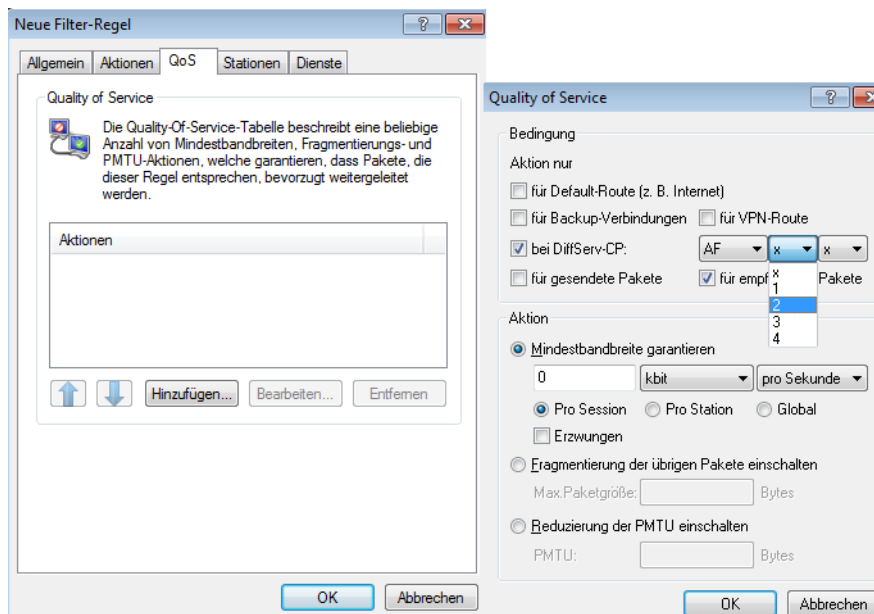 Neue Filter-Regel
Allgemein Aktionen QoS Stationen Dienste
Quality of Service
Die Quality-Of-Service-Tabelle beschreibt eine beliebige
Anzahl von Mindestbandbreiten, Fragmentierungs- und
PMTU-Aktionen, welche garantieren, dass Pakete, die
dieser Regel entsprechen, bevorzugt weitergeleitet
werden.
Aktionen
Hinzufügen... Bearbeiten... Entfernen
OK Abbrechen
Quality of Service
Bedingung
Aktion nur
für Default-Route (z. B. Internet)
für Backup-Verbindungen für VPN-Route
bei DiffServ-CP: AF x x
für gesendete Pakete für empf Pakete
x
1
2
3
4
Aktion
Mindestbandbreite garantieren
0 kbit pro Sekunde
Pro Session Pro Station Global
Erzwungen
Fragmentierung der übrigen Pakete einschalten
Max.Paketgröße: Bytes
Reduzierung der PMTU einschalten
PMTU: Bytes
OK Abbrechen